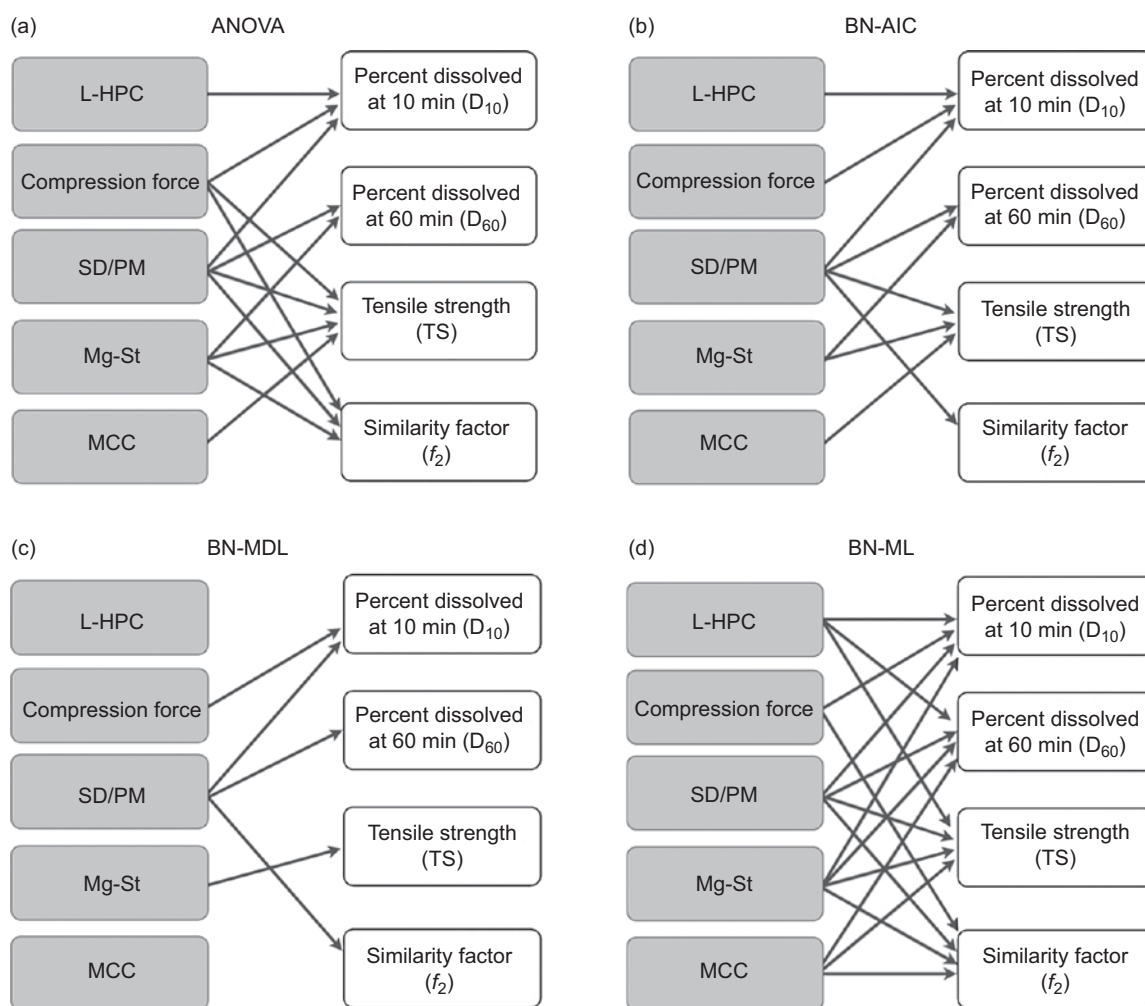 (a)
ANOVA
L-HPC
Compression force
SD/PM
Mg-St
MCC
Percent dissolved
at 10 min (D₁₀)
Percent dissolved
at 60 min (D₆₀)
Tensile strength
(TS)
Similarity factor
(f₂)
(b)
BN-AIC
L-HPC
Compression force
SD/PM
Mg-St
MCC
Percent dissolved
at 10 min (D₁₀)
Percent dissolved
at 60 min (D₆₀)
Tensile strength
(TS)
Similarity factor
(f₂)
(c)
BN-MDL
L-HPC
Compression force
SD/PM
Mg-St
MCC
Percent dissolved
at 10 min (D₁₀)
Percent dissolved
at 60 min (D₆₀)
Tensile strength
(TS)
Similarity factor
(f₂)
(d)
BN-ML
L-HPC
Compression force
SD/PM
Mg-St
MCC
Percent dissolved
at 10 min (D₁₀)
Percent dissolved
at 60 min (D₆₀)
Tensile strength
(TS)
Similarity factor
(f₂)